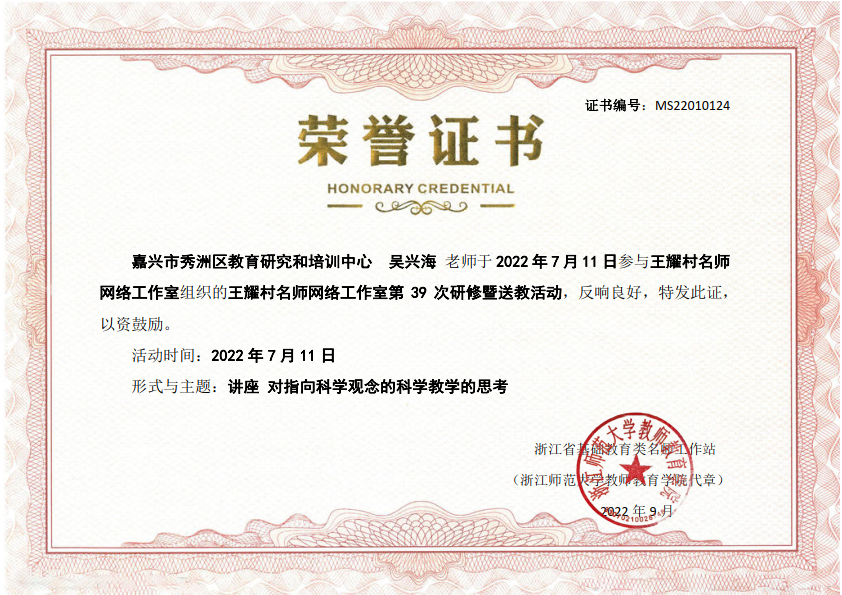 证书编号：MS22010124
荣誉证书
HONORARY CREDENTIAL
嘉兴市秀洲区教育研究和培训中心 吴兴海 老师于 2022 年 7 月 11 日参与王耀村名师
网络工作室组织的王耀村名师网络工作室第 39 次研修暨送教活动，反响良好，特发此证，
以资鼓励。
活动时间：2022 年 7 月 11 日
形式与主题：讲座 对指向科学观念的科学教学的思考
浙江省基础教育类名师工作站
（浙江师范大学教师教育学院代章）
2022 年 9 月
浙江师范大学教师教育学院